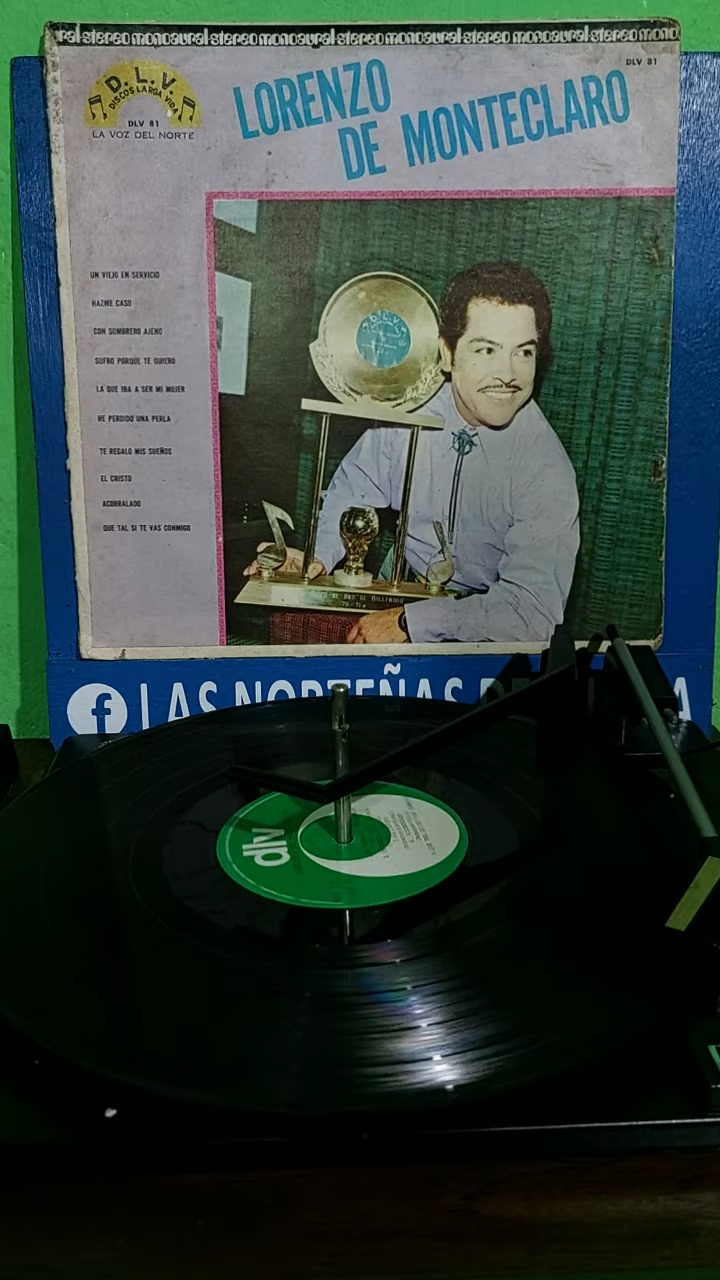 ral-stereo monoaural-stereo monoaural-stereo monoaural-stereo monoaural-stereo mono
D.L.V.
DISCOS LARGA VIDA
DLV 81
LA VOZ DEL NORTE
DLV 81
LORENZO
DE MONTECLARO
UN VIEJO EN SERVICIO
HAZME CASO
CON SOMBRERO AJENO
SUFRO PORQUE TE QUIERO
LA QUE IBA A SER MI MUJER
HE PERDIDO UNA PERLA
TE REGALO MIS SUEÑOS
EL CRISTO
ACORRALADO
QUE TAL SI TE VAS CONMIGO
D.L.V.
f LAS NORTEÑAS DE
dlv